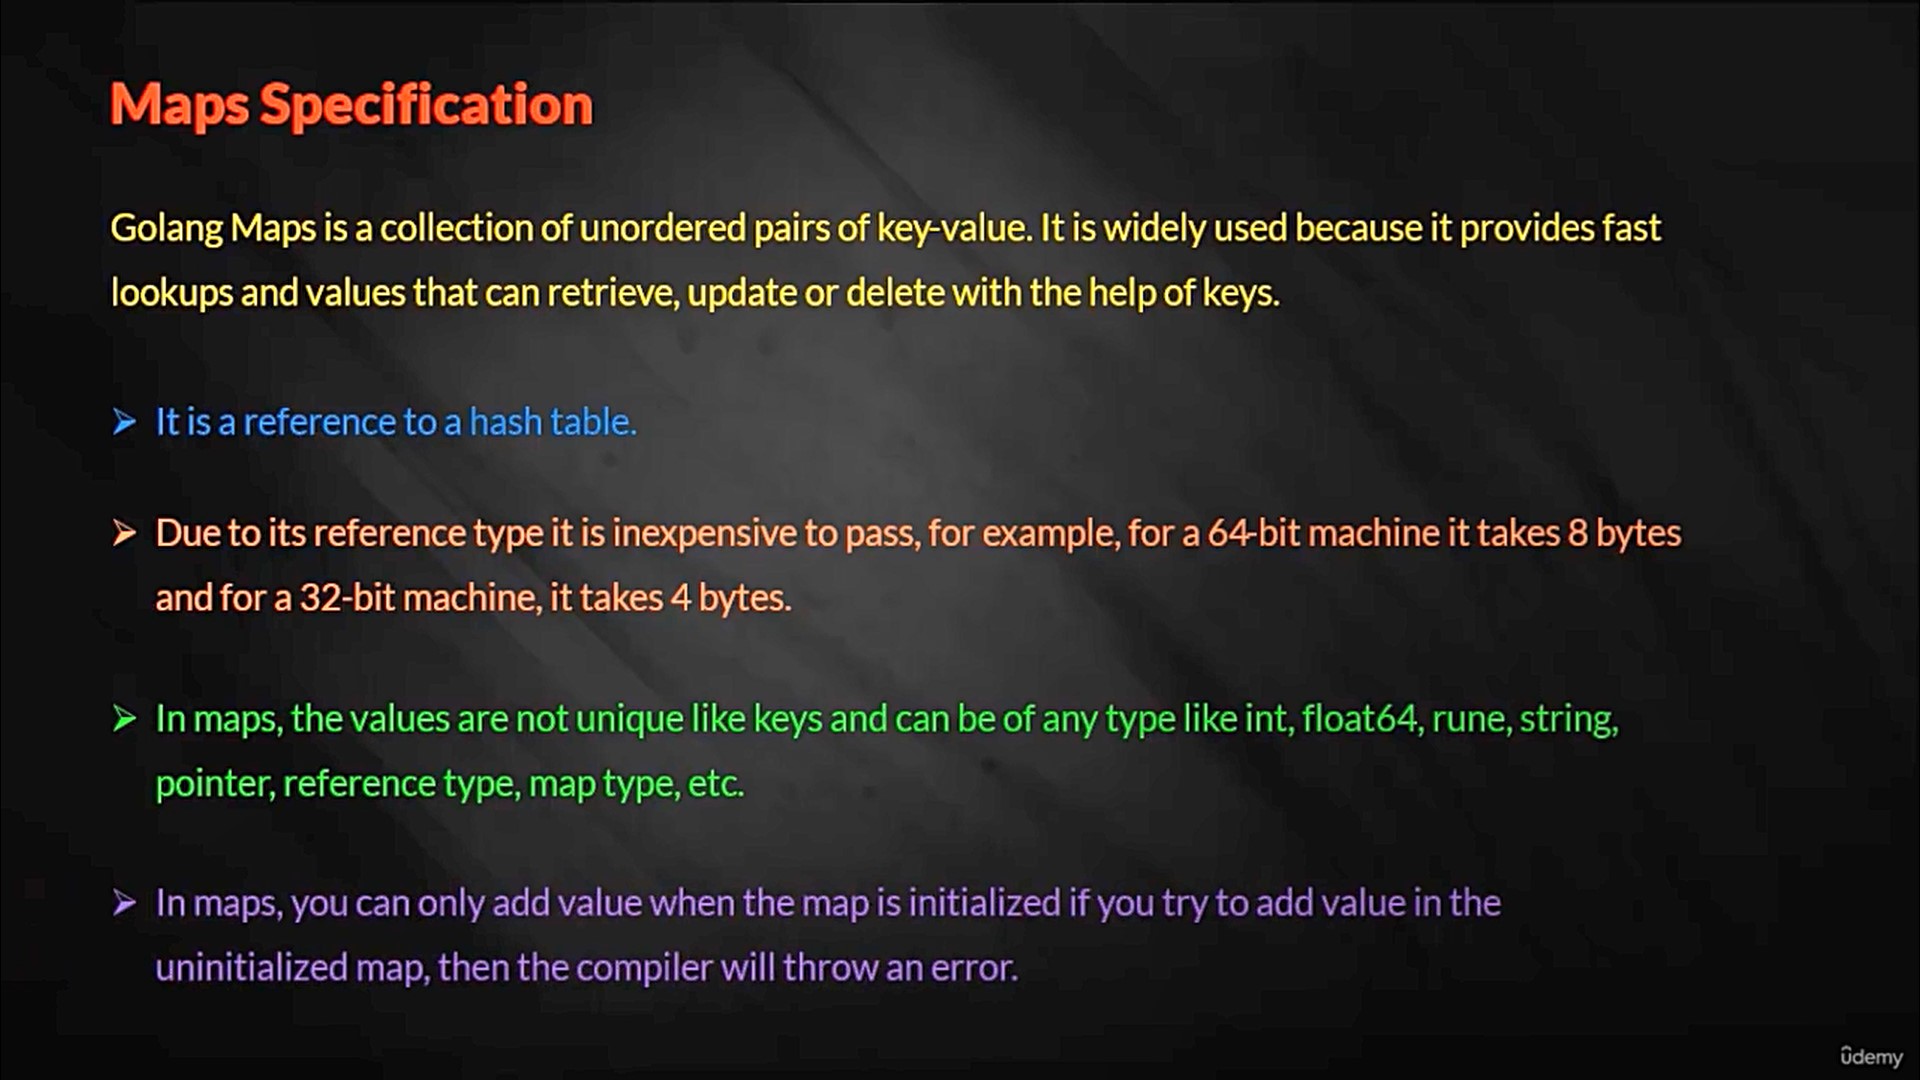 Maps Specification
Golang Maps is a collection of unordered pairs of key-value. It is widely used because it provides fast
lookups and values that can retrieve, update or delete with the help of keys.
➢ It is a reference to a hash table.
➢ Due to its reference type it is inexpensive to pass, for example, for a 64-bit machine it takes 8 bytes
and for a 32-bit machine, it takes 4 bytes.
➢ In maps, the values are not unique like keys and can be of any type like int, float64, rune, string,
pointer, reference type, map type, etc.
➢ In maps, you can only add value when the map is initialized if you try to add value in the
uninitialized map, then the compiler will throw an error.
ûdemy